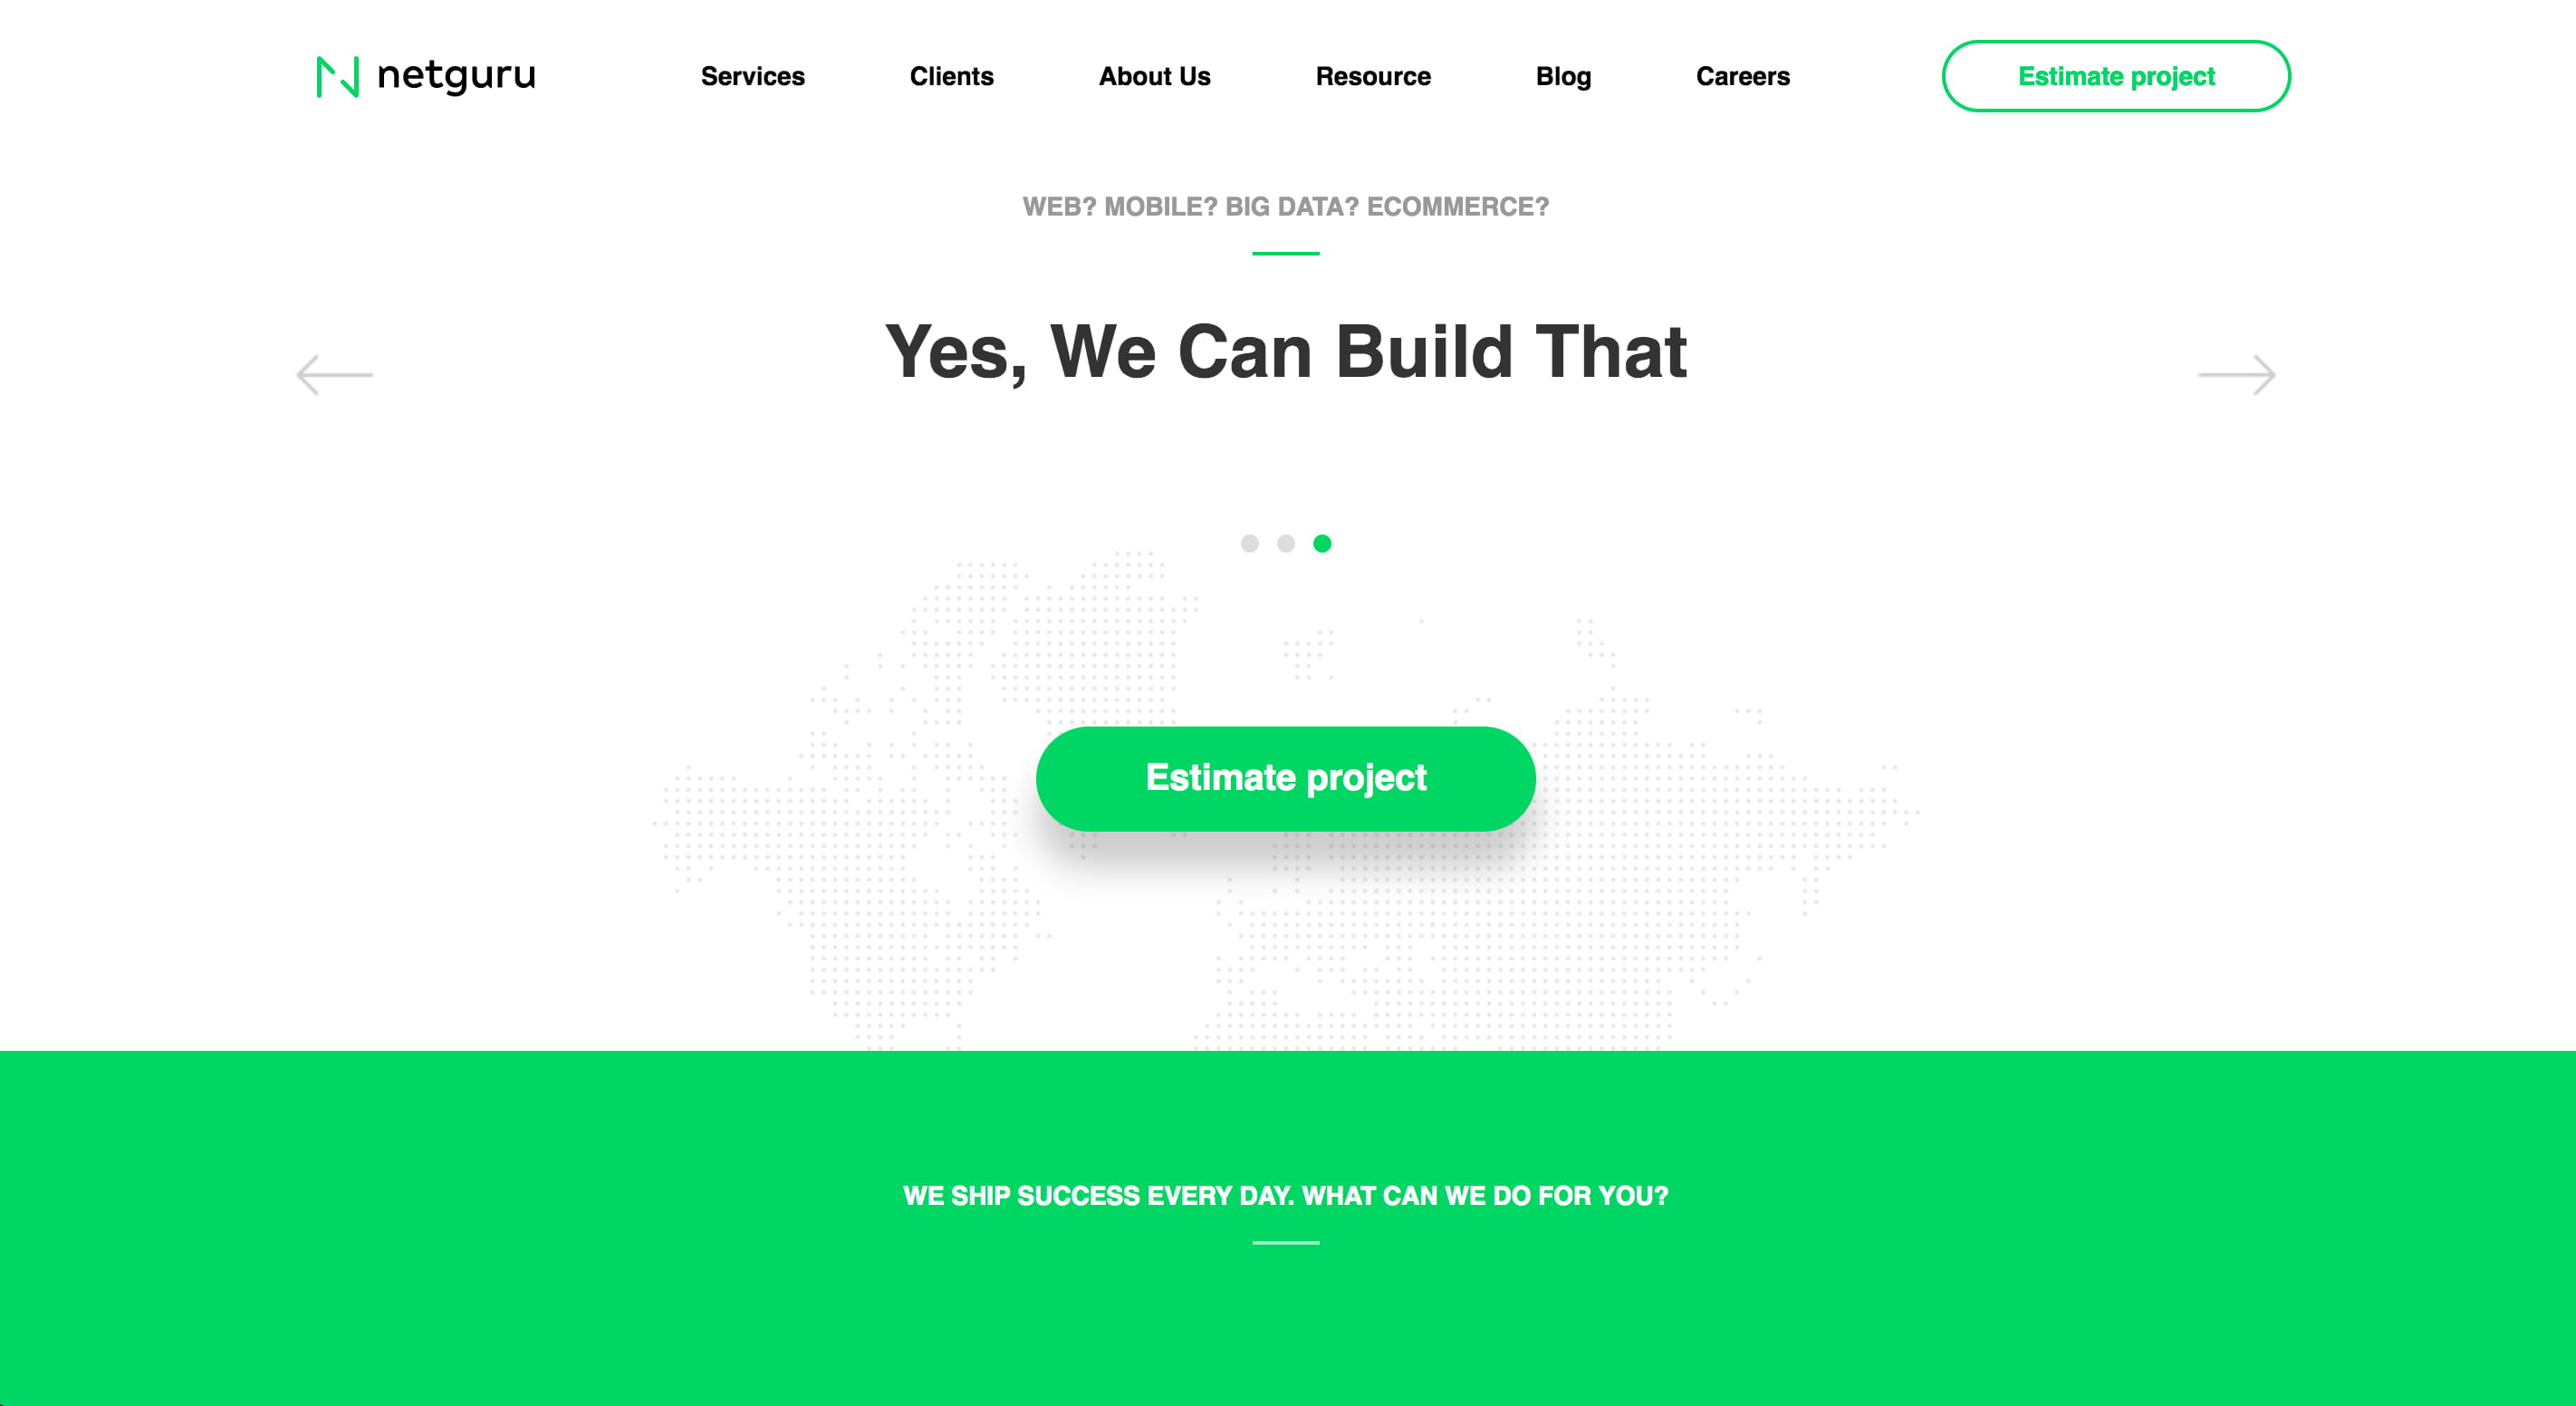 netguru
Services
Clients
About Us
Resource
Blog
Careers
Estimate project
WEB? MOBILE? BIG DATA? ECOMMERCE?
Yes, We Can Build That
Estimate project
WE SHIP SUCCESS EVERY DAY. WHAT CAN WE DO FOR YOU?